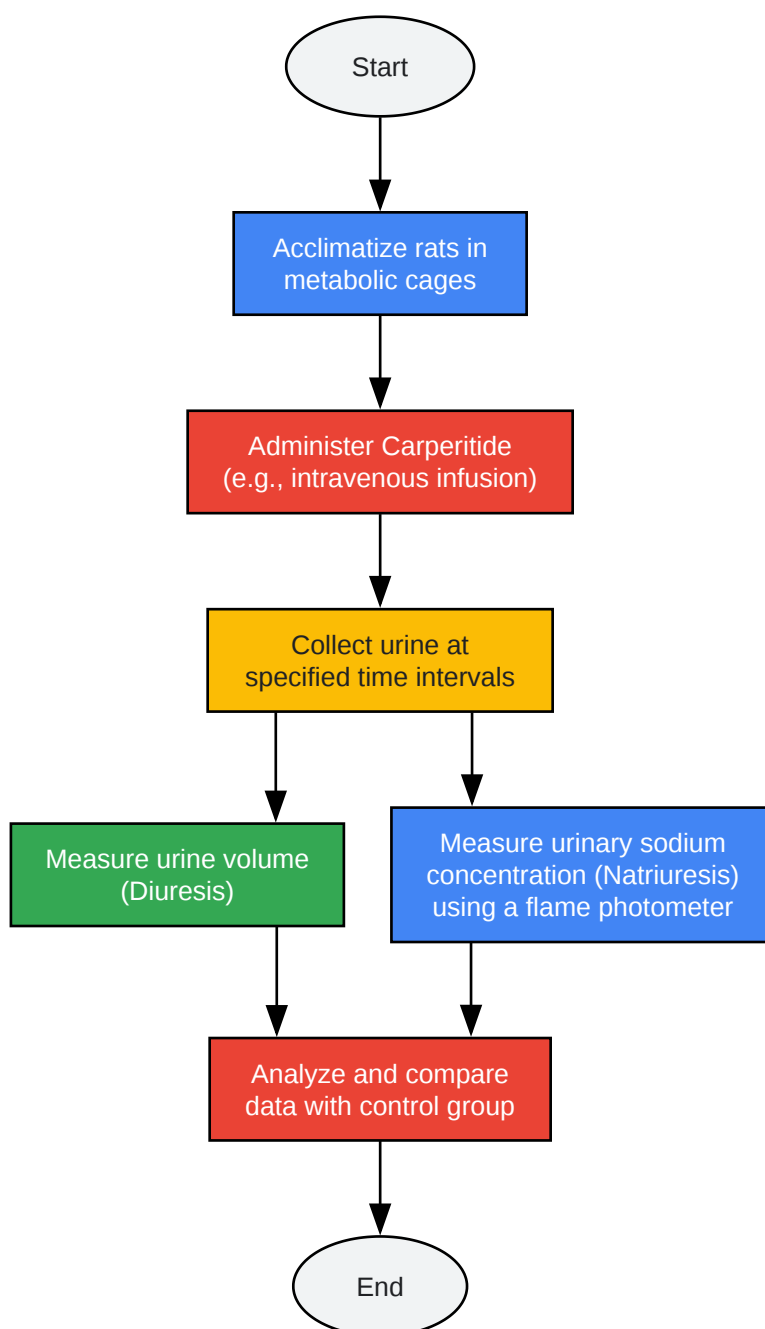 Start
Acclimatize rats in
metabolic cages
Administer Carperitide
(e.g., intravenous infusion)
Collect urine at
specified time intervals
Measure urine volume
(Diuresis)
Measure urinary sodium
concentration (Natriuresis)
using a flame photometer
Analyze and compare
data with control group
End